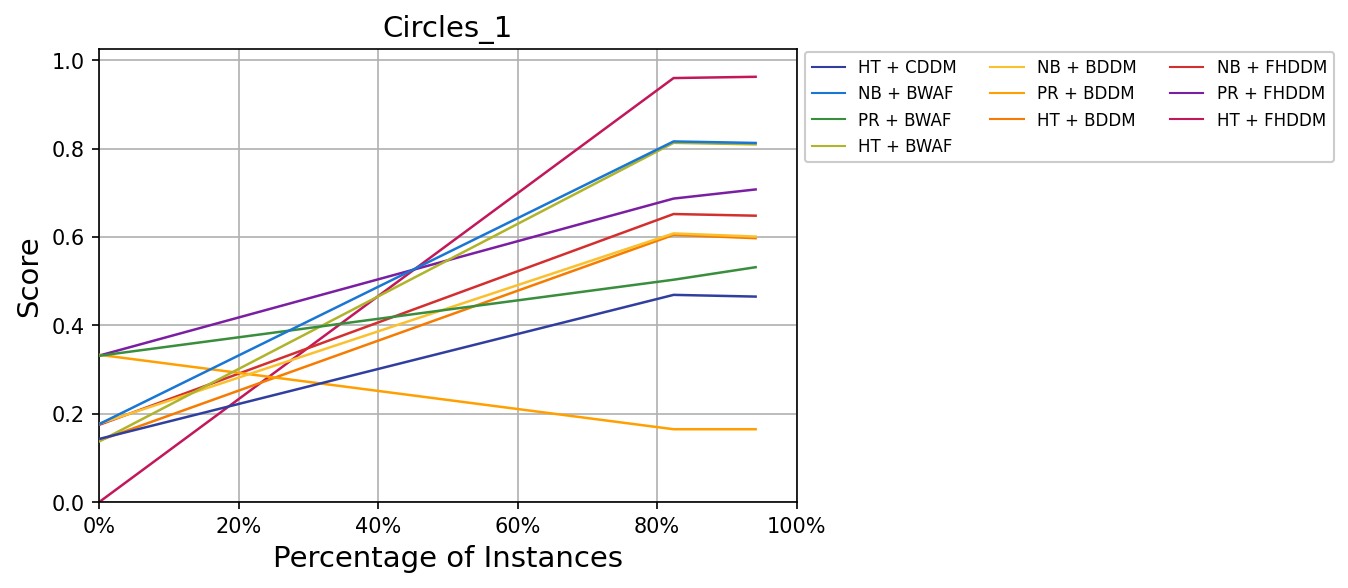 Circles_1
Score
1.0
0.8
0.6
0.4
0.2
0.0
0% 20% 40% 60% 80% 100%
Percentage of Instances
HT + CDDM NB + BDDM NB + FHDDM
NB + BWAF PR + BDDM PR + FHDDM
PR + BWAF HT + BDDM HT + FHDDM
HT + BWAF